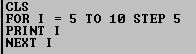 CLS
FOR I = 5 TO 10 STEP 5
PRINT I
NEXT I